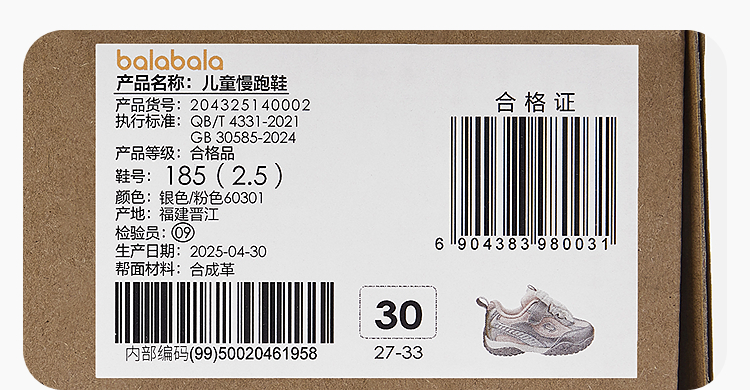 balabala
产品名称：儿童慢跑鞋
产品货号：204325140002
执行标准：QB/T 4331-2021
GB 30585-2024
产品等级：合格品
鞋号：185（2.5）
颜色：银色/粉色60301
产地：福建晋江
检验员：09
生产日期：2025-04-30
帮面材料：合成革
内部编码(99)50020461958
合格证
6 904383 980031
30
27-33